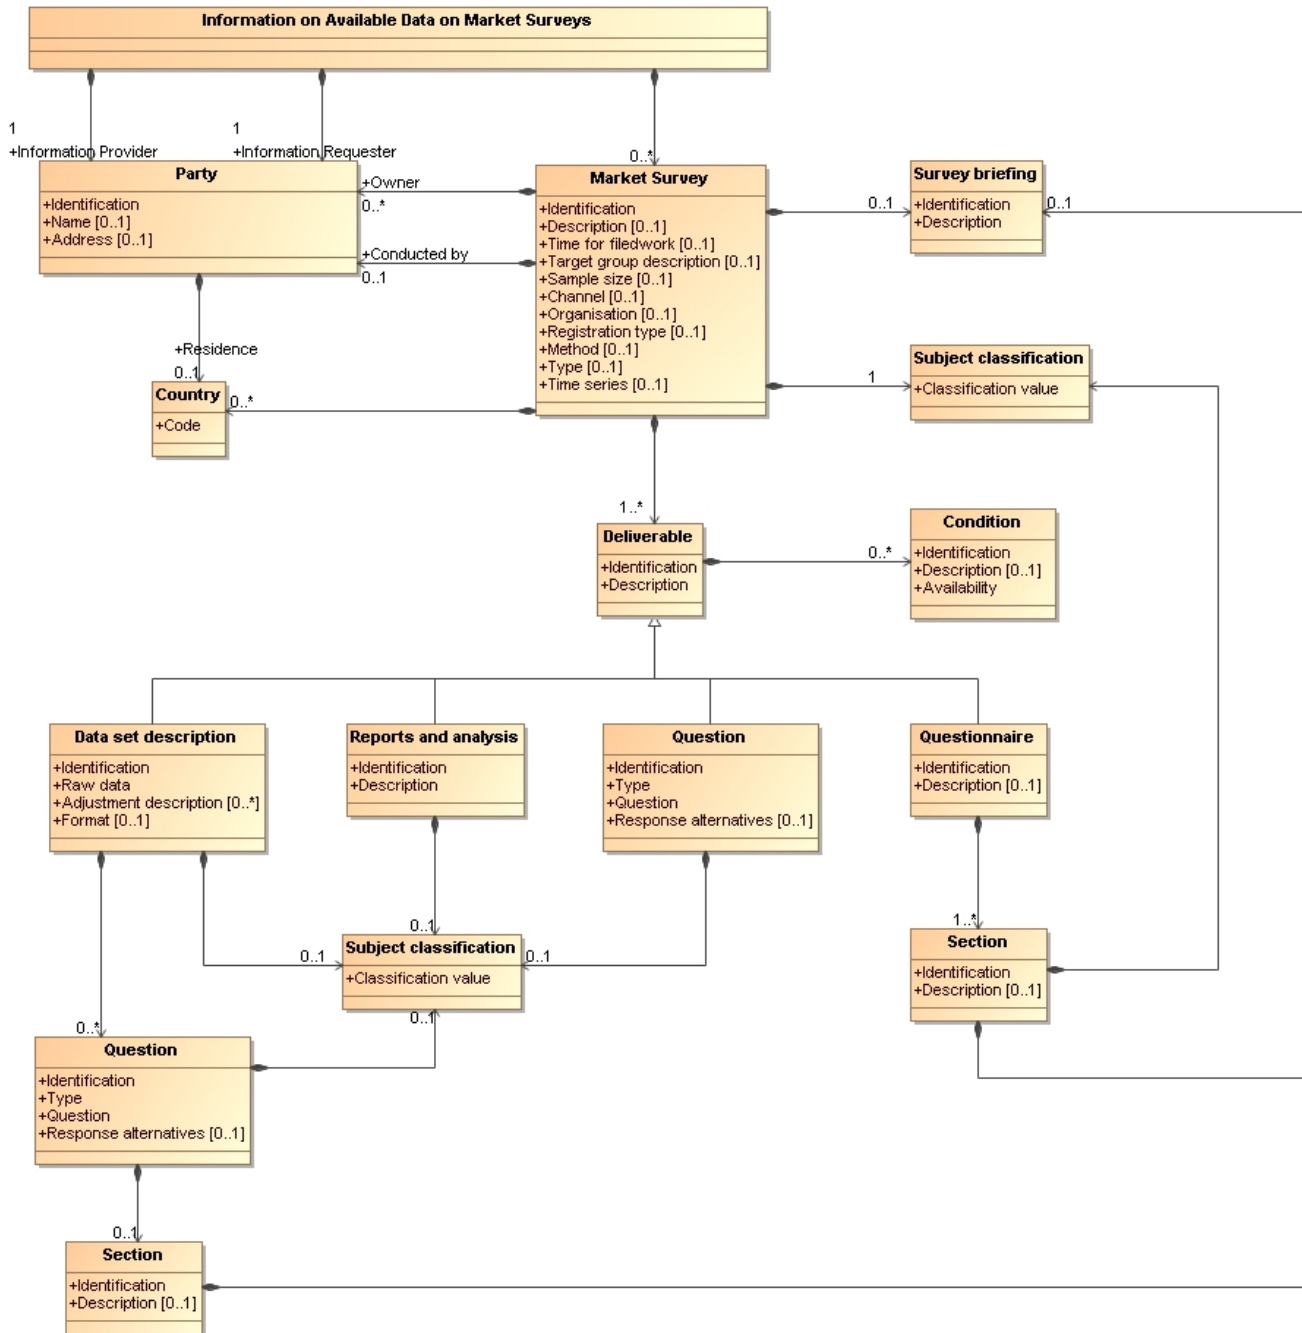 Information on Available Data on Market Surveys
1
+Information Provider
1
+Information Requester
0..*
Party
+Identification
+Name [0..1]
+Address [0..1]
+Owner
0..*
+Conducted by
0..1
Market Survey
+Identification
+Description [0..1]
+Time for filedwork [0..1]
+Target group description [0..1]
+Sample size [0..1]
+Channel [0..1]
+Organisation [0..1]
+Registration type [0..1]
+Method [0..1]
+Type [0..1]
+Time series [0..1]
0..1
Survey briefing
+Identification
+Description
0..1
+Residence
0..1
Country
+Code
0..*
1
Subject classification
+Classification value
1..*
Deliverable
+Identification
+Description
0..*
Condition
+Identification
+Description [0..1]
+Availability
Data set description
+Identification
+Raw data
+Adjustment description [0..*]
+Format [0..1]
Reports and analysis
+Identification
+Description
Question
+Identification
+Type
+Question
+Response alternatives [0..1]
Questionnaire
+Identification
+Description [0..1]
0..1
0..1
Subject classification
+Classification value
0..1
0..1
1..*
Section
+Identification
+Description [0..1]
0..*
Question
+Identification
+Type
+Question
+Response alternatives [0..1]
0..1
Section
+Identification
+Description [0..1]